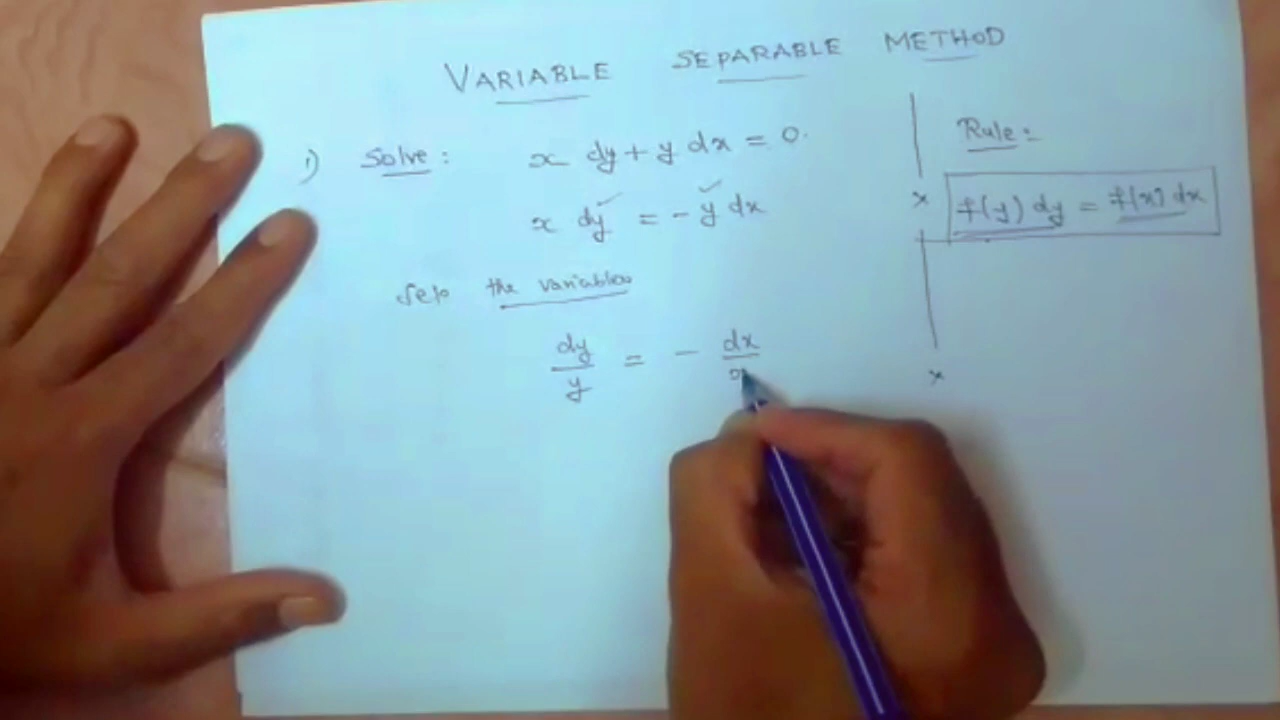 VARIABLE SEPARABLE METHOD
1) Solve : x dy + y dx = 0.
x dy = - y dx
Sep the variables
dy/y = - dx/x
Rule :-
f(y) dy = f(x) dx